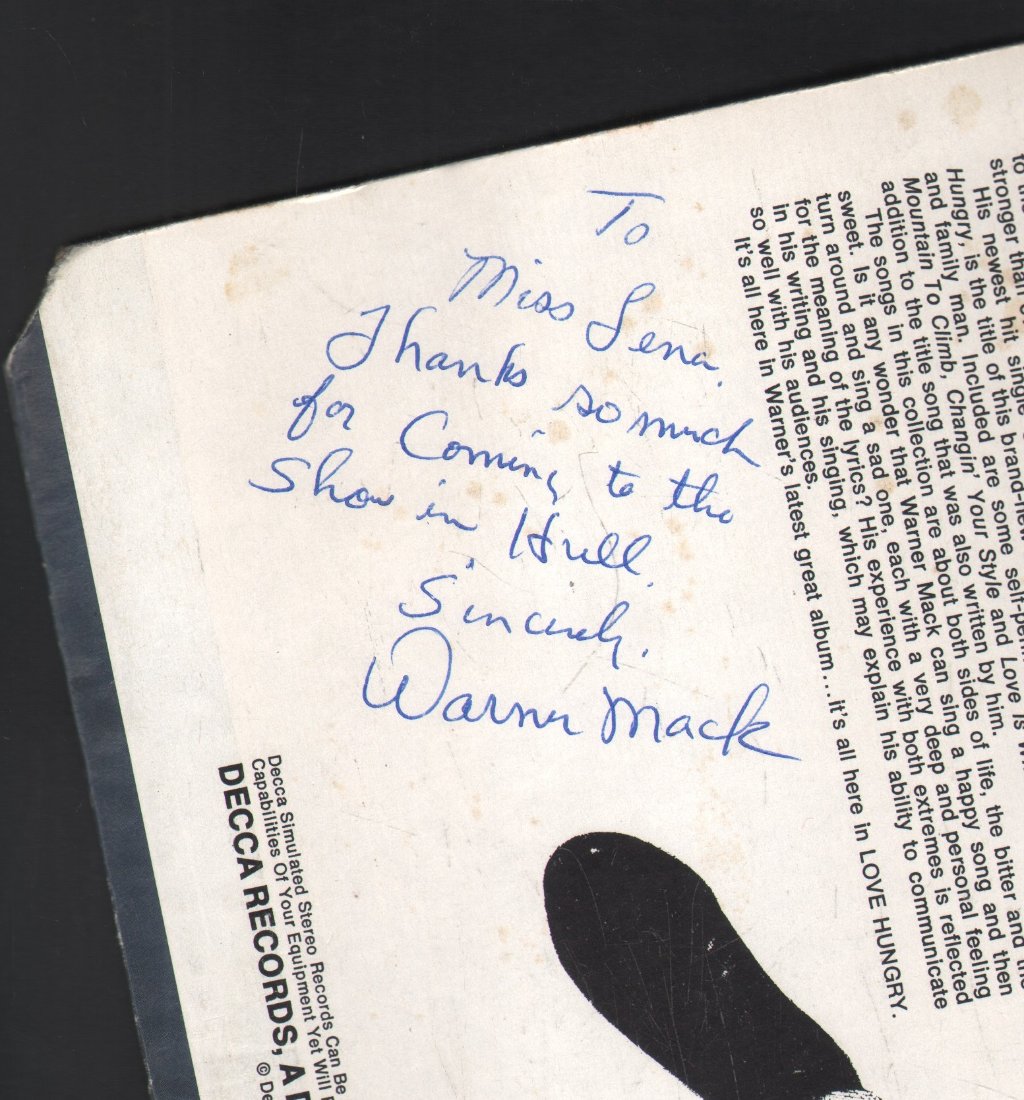 To
Miss Lena.
Thanks so much
for Coming to the
Show in Hull.
Sincerely.
Warner Mack
stronger than
His newest hit single
Hungry, is the title of this brand-new
and family man. Included are some
Mountain To Climb, Changin' Your Style and Love Is
addition to the title song that was also written by him.
The songs in this collection are about both sides of life, the bitter and the
sweet. Is it any wonder that Warner Mack can sing a happy song and then
turn around and sing a sad one, each with a very deep and personal feeling
for the meaning of the lyrics? His experience with both extremes is reflected
in his writing and his singing, which may explain his ability to communicate
so well with his audiences.
It's all here in Warner's latest great album...it's all here in LOVE HUNGRY.
Decca Simulated Stereo Records Can Be
Capabilities Of Your Equipment Yet Will
DECCA RECORDS, A
©